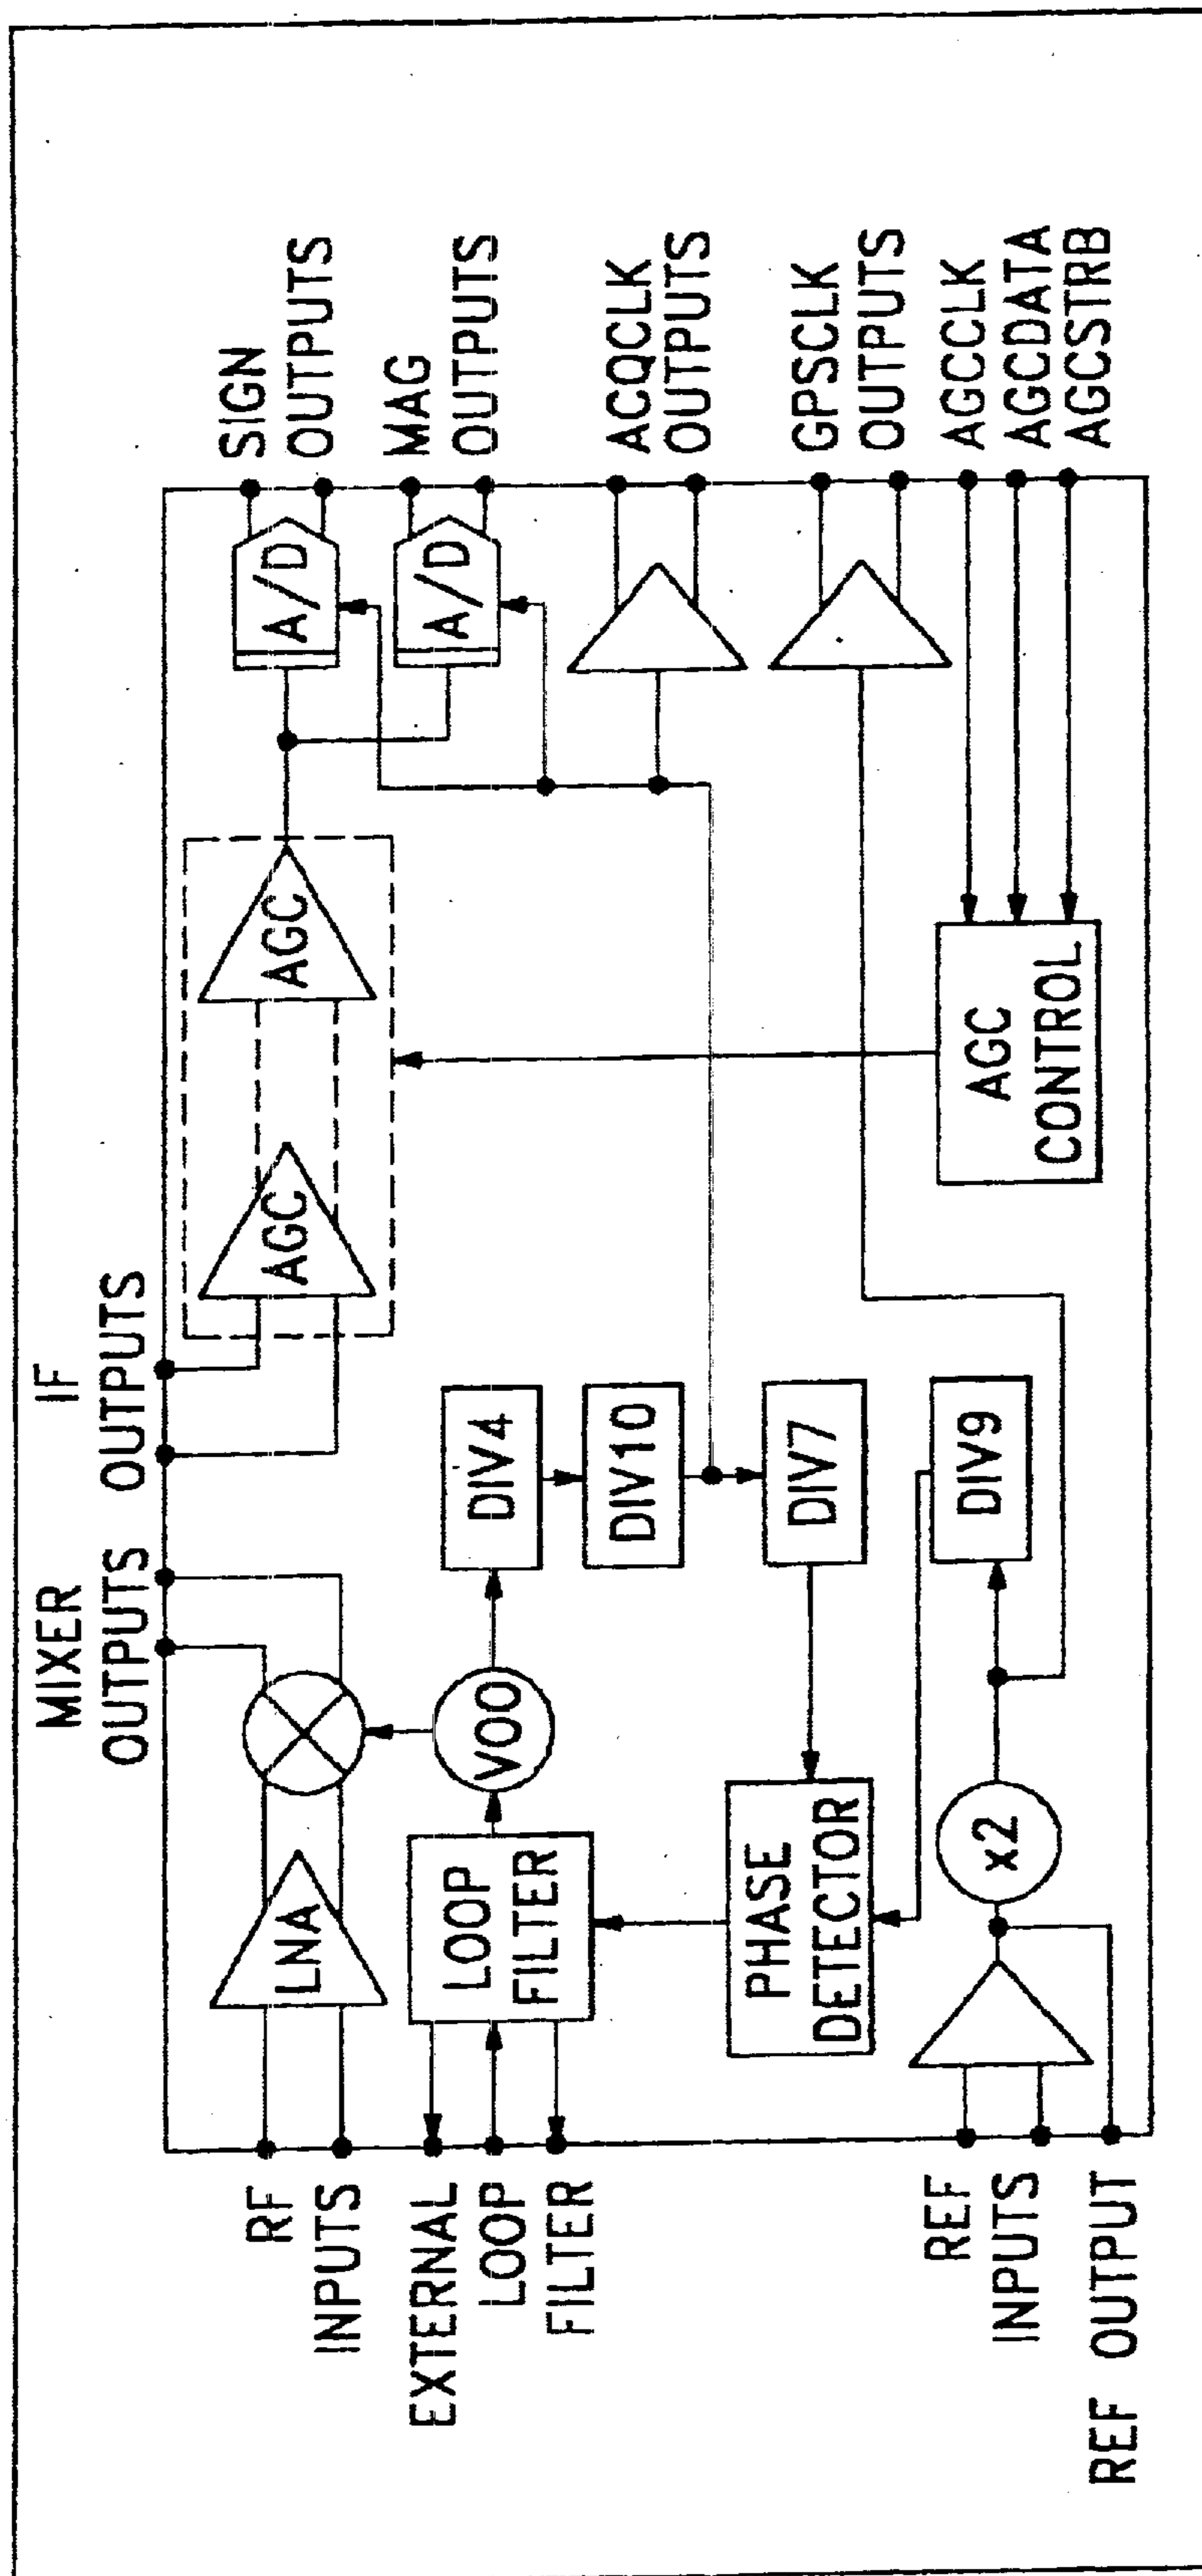 MIXER
OUTPUTS
IF
OUTPUTS
RF
INPUTS
EXTERNAL
LOOP
FILTER
REF
INPUTS
REF OUTPUT
LNA
LOOP
FILTER
VOO
PHASE
DETECTOR
x2
DIV4
DIV10
DIV7
DIV9
AGC
AGC
AGC
CONTROL
A/D
A/D
SIGN
OUTPUTS
MAG
OUTPUTS
ACQCLK
OUTPUTS
GPSCLK
OUTPUTS
AGCCLK
AGCDATA
AGCSTRB